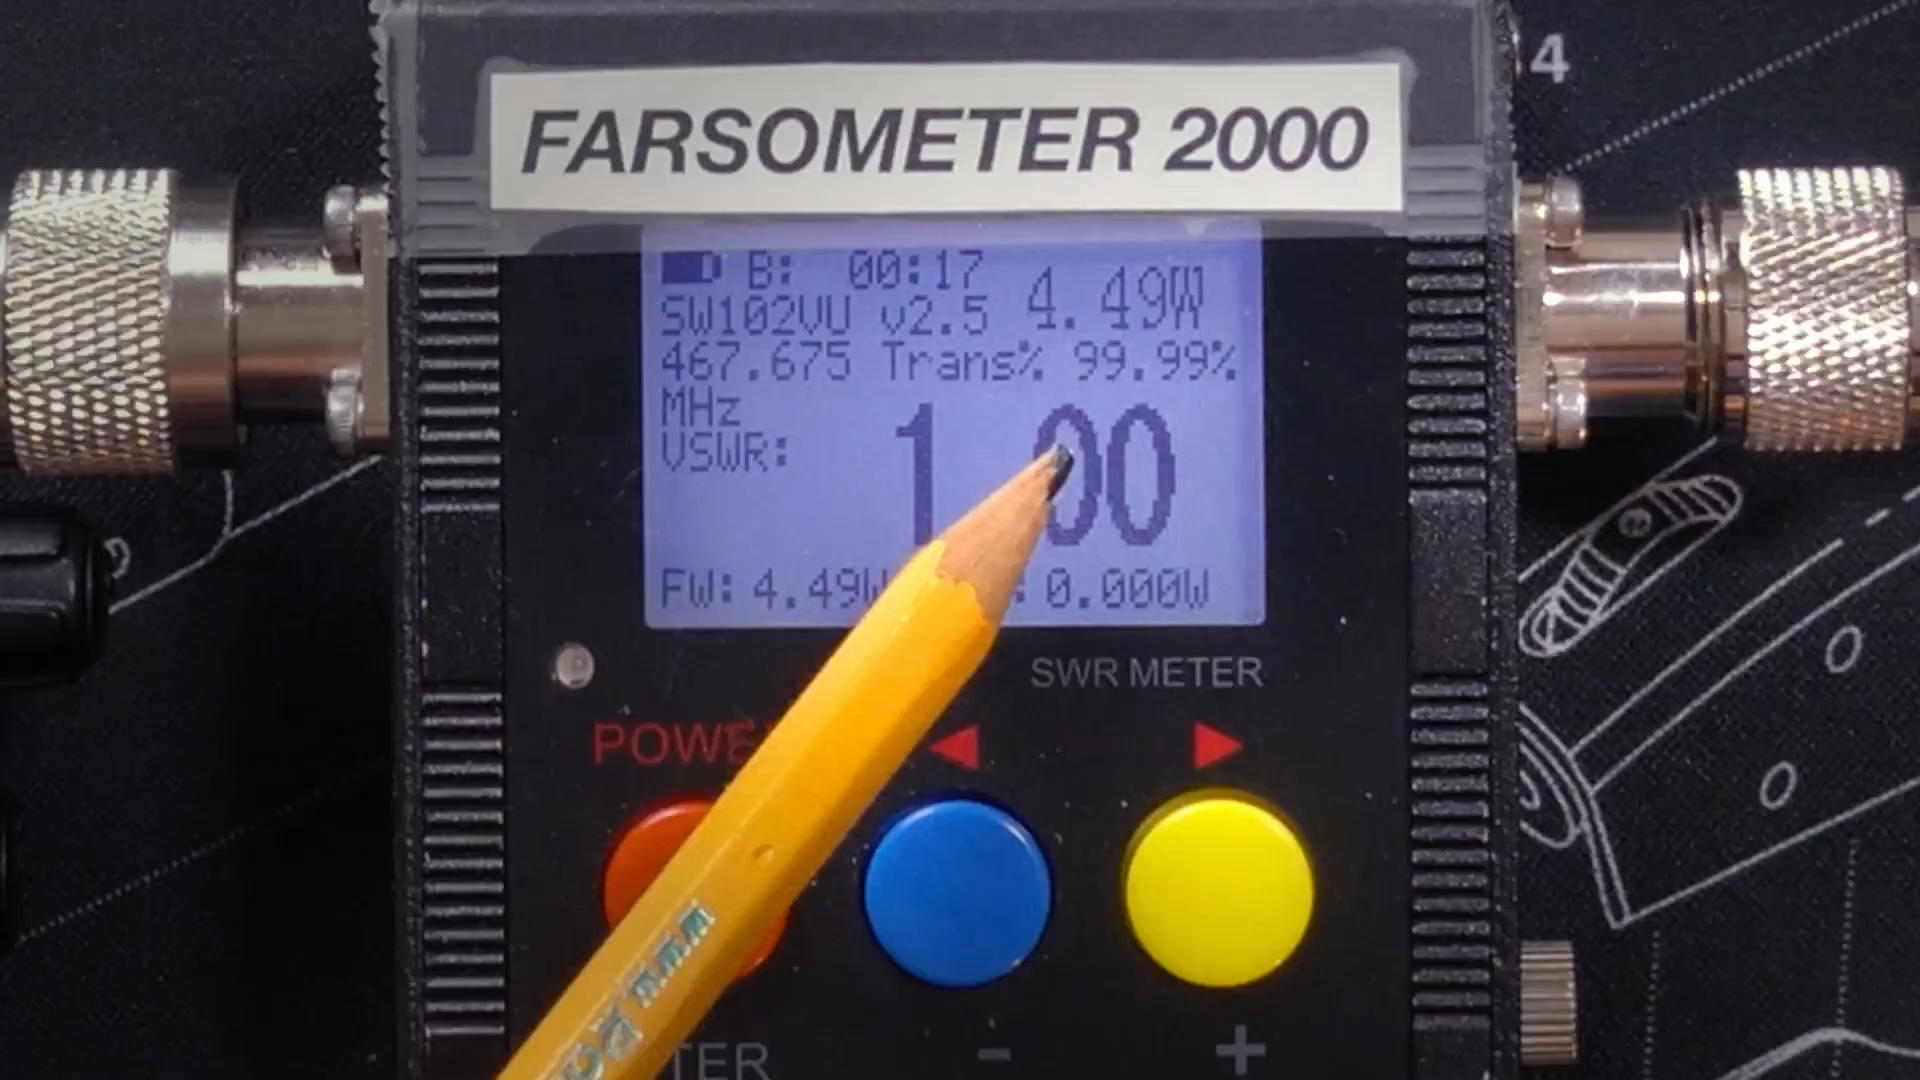 4
FARSOMETER 2000
B: 00:17
4.49W
SW102VU v2.5
467.675 Trans% 99.99%
MHz
VSWR:
1.00
FW: 4.49W : 0.000W
SWR METER
POWE
TER
- +